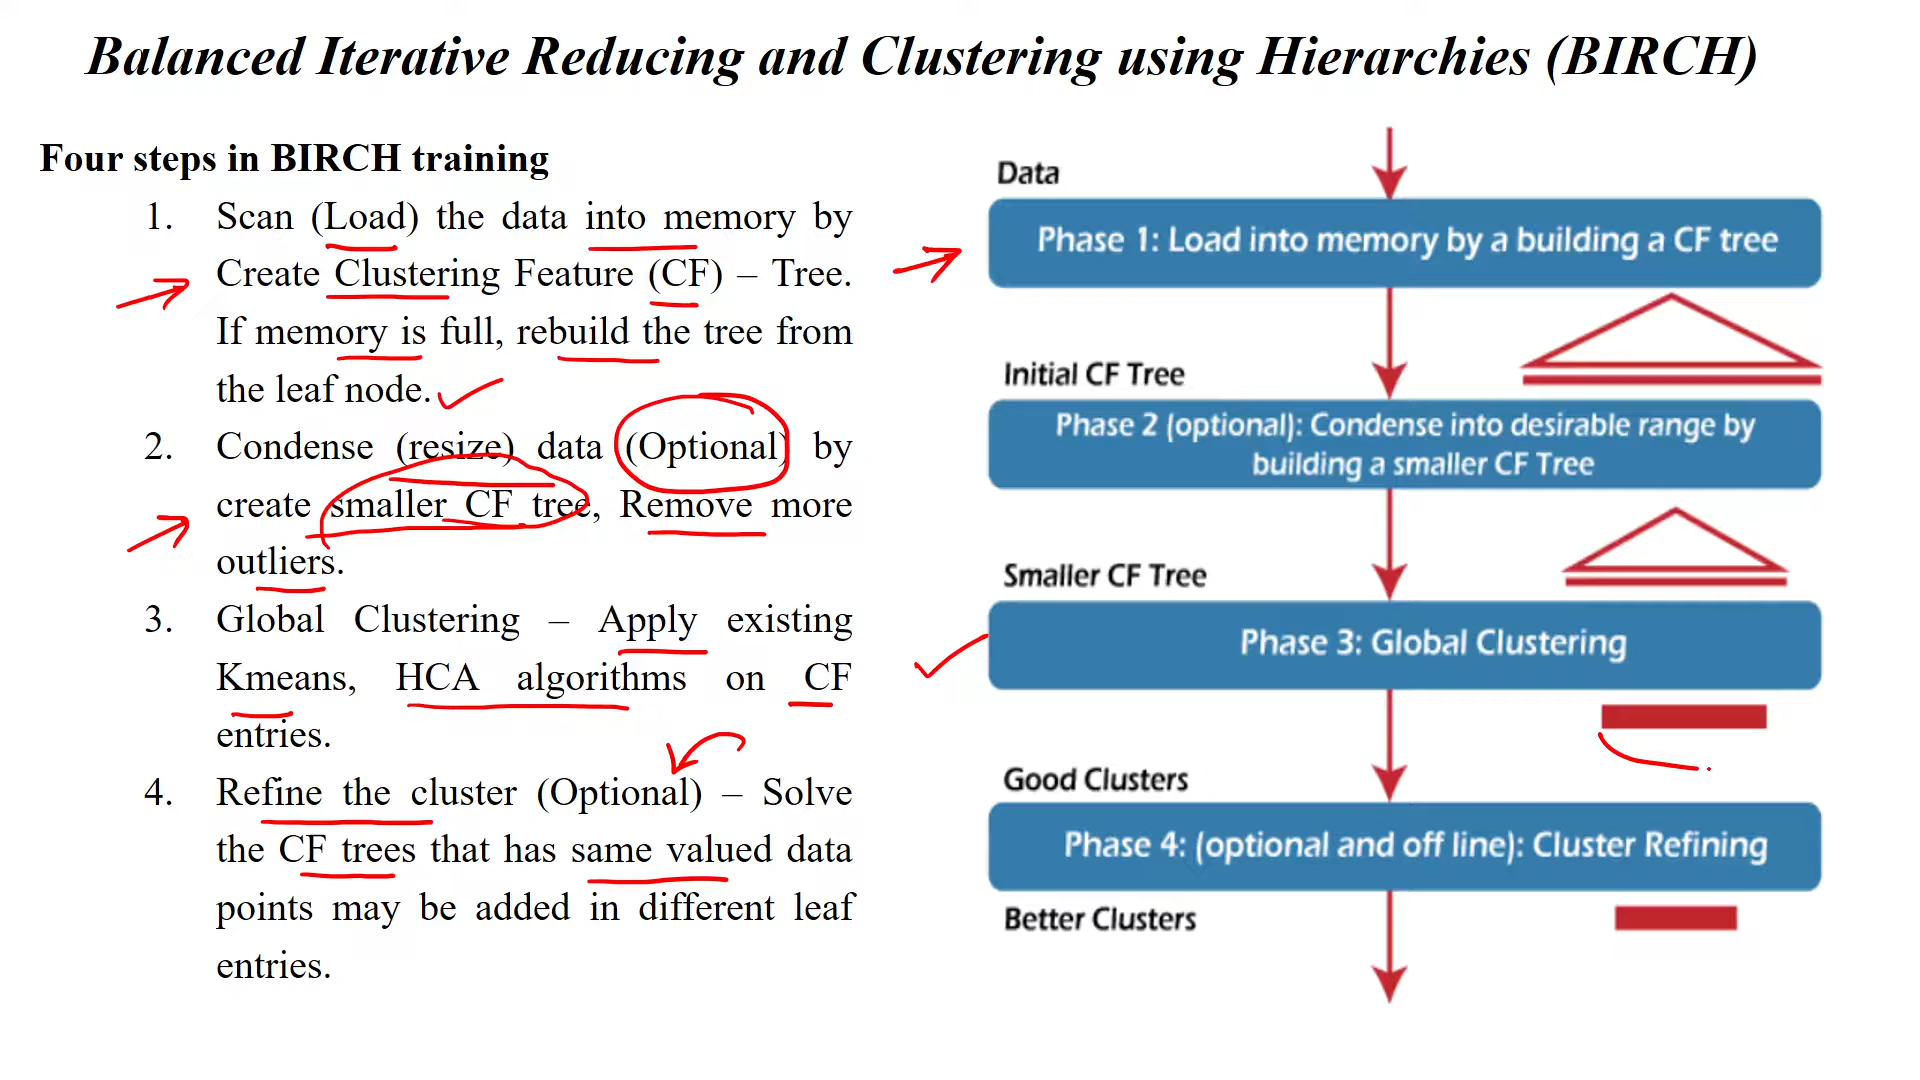 Balanced Iterative Reducing and Clustering using Hierarchies (BIRCH)
Four steps in BIRCH training
1. Scan (Load) the data into memory by
Create Clustering Feature (CF) – Tree.
If memory is full, rebuild the tree from
the leaf node.
2. Condense (resize) data (Optional) by
create smaller CF tree, Remove more
outliers.
3. Global Clustering – Apply existing
Kmeans, HCA algorithms on CF
entries.
4. Refine the cluster (Optional) – Solve
the CF trees that has same valued data
points may be added in different leaf
entries.
Data
Phase 1: Load into memory by a building a CF tree
Initial CF Tree
Phase 2 (optional): Condense into desirable range by
building a smaller CF Tree
Smaller CF Tree
Phase 3: Global Clustering
Good Clusters
Phase 4: (optional and off line): Cluster Refining
Better Clusters